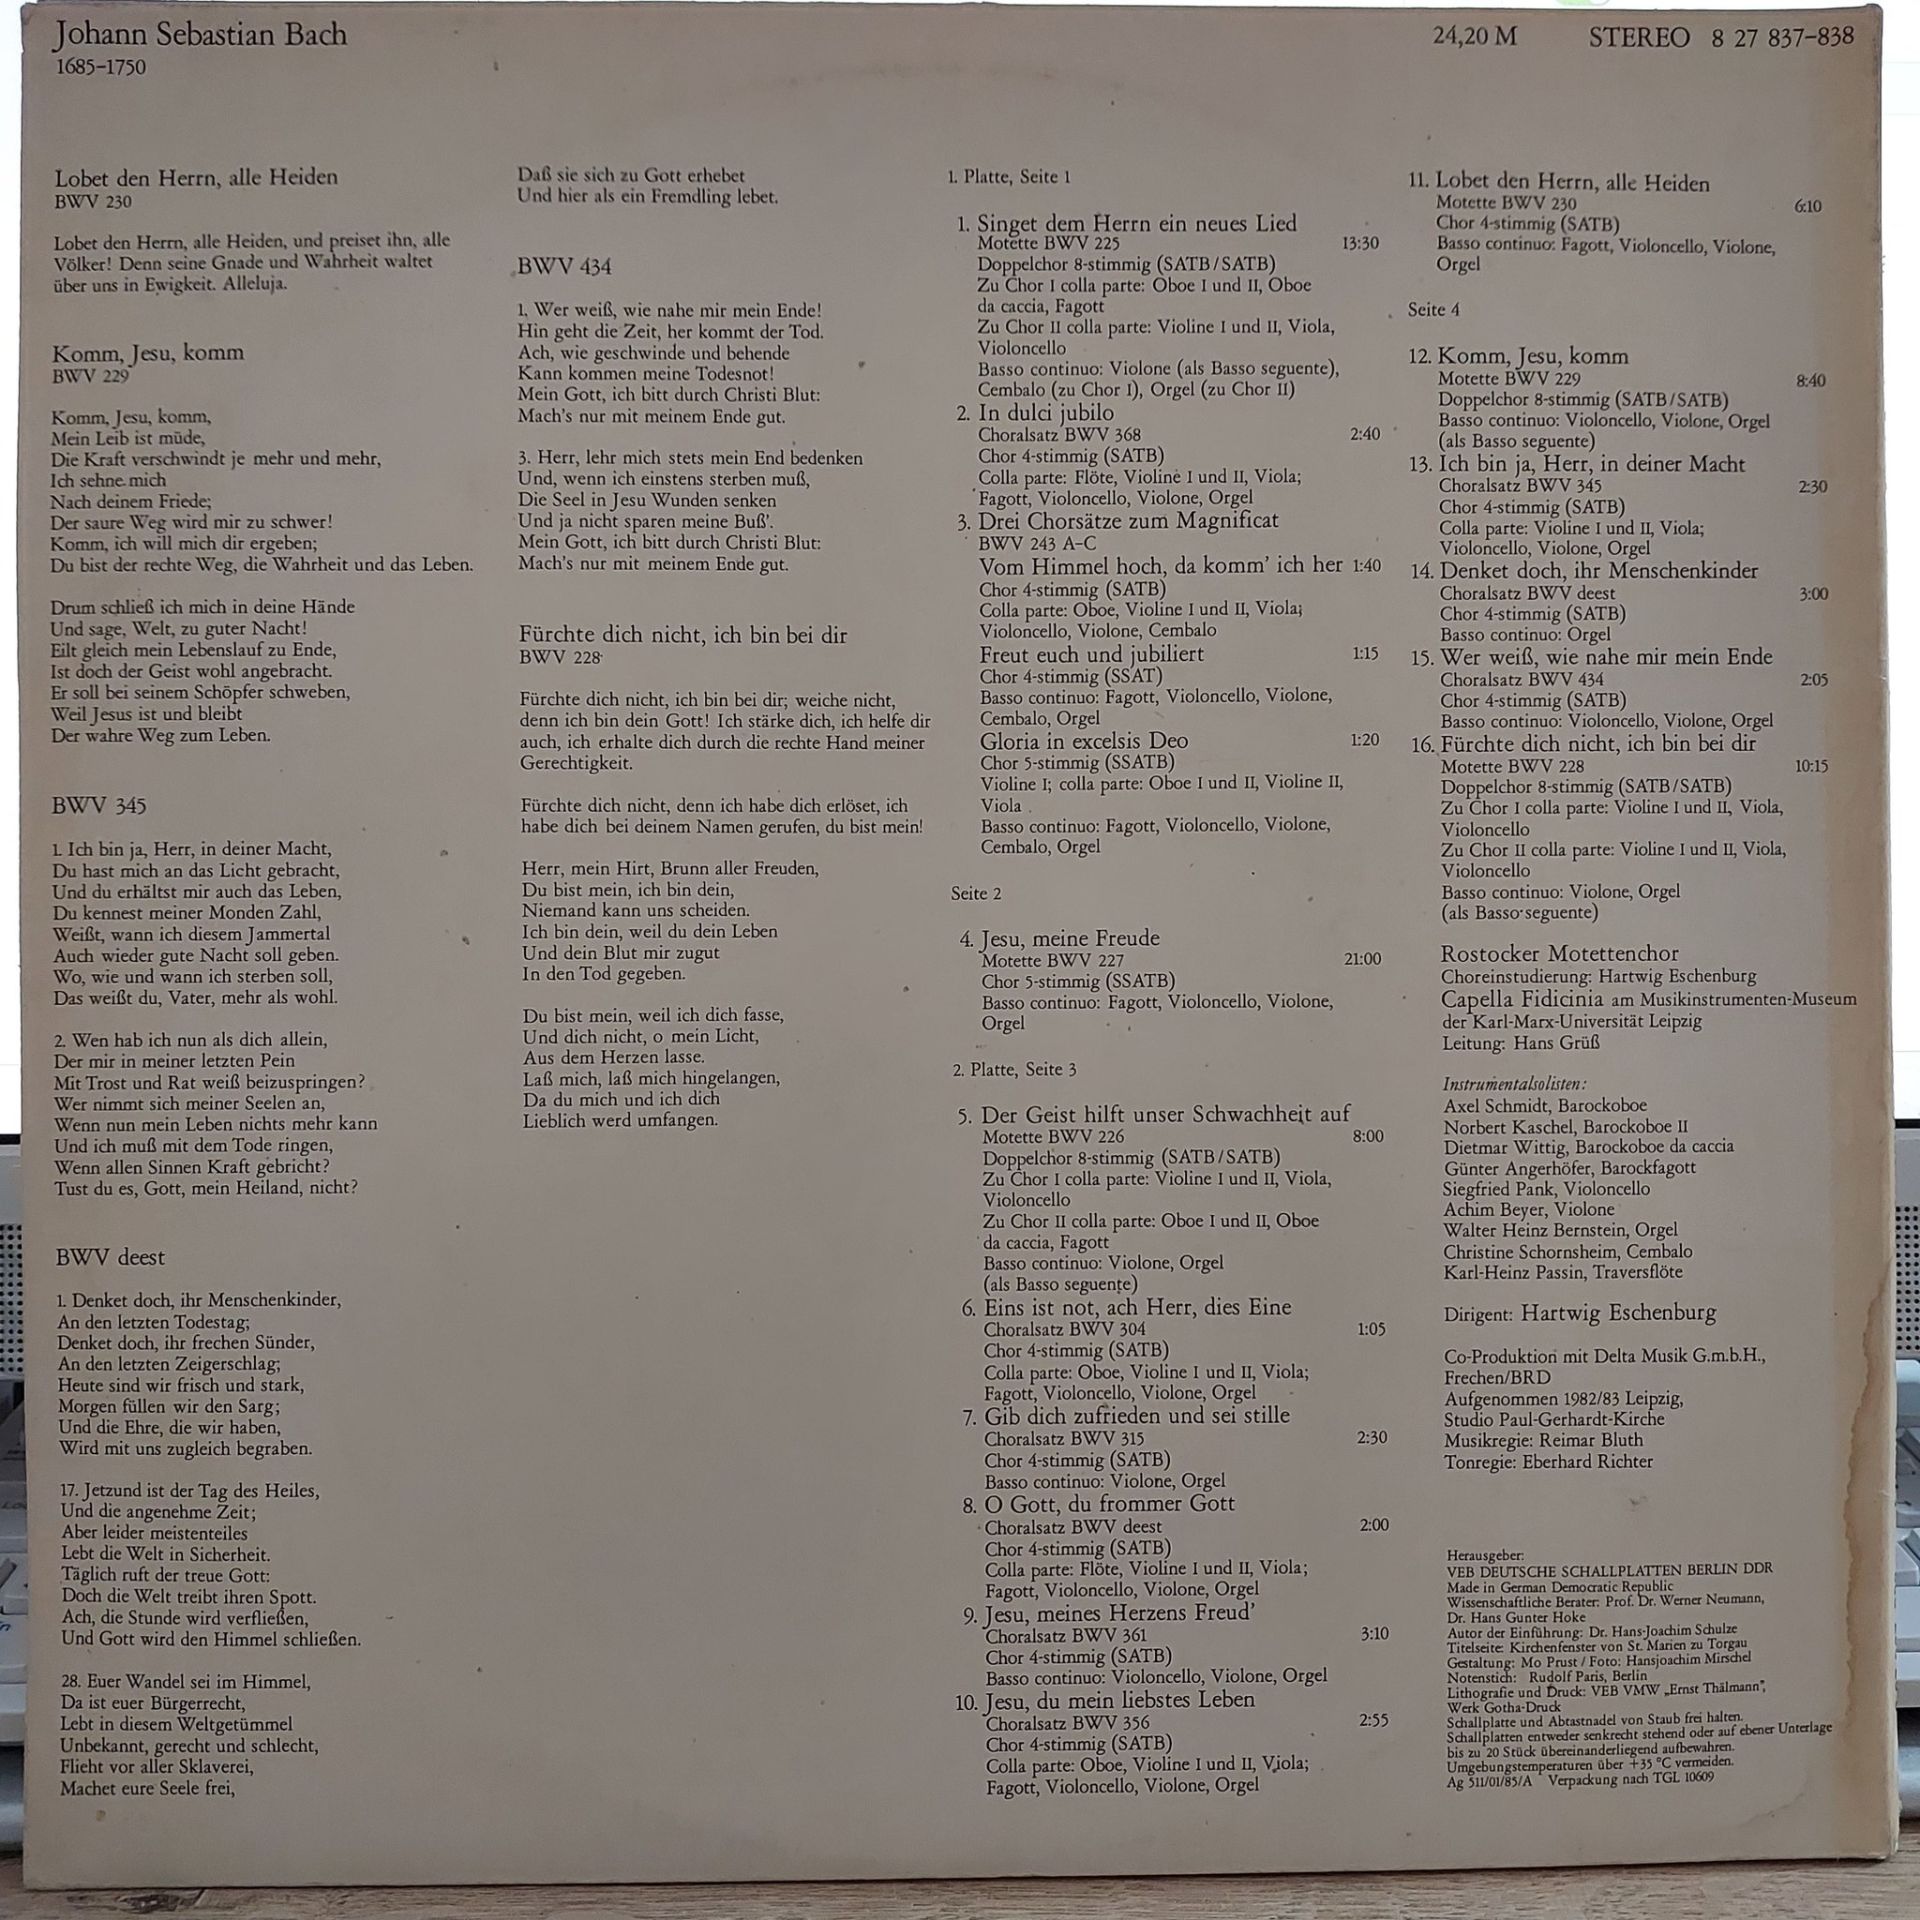 Johann Sebastian Bach
1685–1750
24,20 M STEREO 8 27 837–838
Lobet den Herrn, alle Heiden
BWV 230
Lobet den Herrn, alle Heiden, und preiset ihn, alle
Völker! Denn seine Gnade und Wahrheit waltet
über uns in Ewigkeit. Alleluja.
Komm, Jesu, komm
BWV 229
Komm, Jesu, komm,
Mein Leib ist müde,
Die Kraft verschwindt je mehr und mehr,
Ich sehne mich
Nach deinem Friede;
Der saure Weg wird mir zu schwer!
Komm, ich will mich dir ergeben;
Du bist der rechte Weg, die Wahrheit und das Leben.
Drum schließ ich mich in deine Hände
Und sage, Welt, zu guter Nacht!
Eilt gleich mein Lebenslauf zu Ende,
Ist doch der Geist wohl angebracht.
Er soll bei seinem Schöpfer schweben,
Weil Jesus ist und bleibt
Der wahre Weg zum Leben.
BWV 345
1. Ich bin ja, Herr, in deiner Macht,
Du hast mich an das Licht gebracht,
Und du erhältst mir auch das Leben,
Du kennest meiner Monden Zahl,
Weißt, wann ich diesem Jammertal
Auch wieder gute Nacht soll geben.
Wo, wie und wann ich sterben soll,
Das weißt du, Vater, mehr als wohl.
2. Wen hab ich nun als dich allein,
Der mir in meiner letzten Pein
Mit Trost und Rat weiß beizuspringen?
Wer nimmt sich meiner Seelen an,
Wenn nun mein Leben nichts mehr kann
Und ich muß mit dem Tode ringen,
Wenn allen Sinnen Kraft gebricht?
Tust du es, Gott, mein Heiland, nicht?
BWV deest
1. Denket doch, ihr Menschenkinder,
An den letzten Todestag;
Denket doch, ihr frechen Sünder,
An den letzten Zeigerschlag;
Heute sind wir frisch und stark,
Morgen füllen wir den Sarg;
Und die Ehre, die wir haben,
Wird mit uns zugleich begraben.
17. Jetzund ist der Tag des Heiles,
Und die angenehme Zeit;
Aber leider meistenteiles
Lebt die Welt in Sicherheit.
Täglich ruft der treue Gott:
Doch die Welt treibt ihren Spott.
Ach, die Stunde wird verfließen,
Und Gott wird den Himmel schließen.
28. Euer Wandel sei im Himmel,
Da ist euer Bürgerrecht,
Lebt in diesem Weltgetümmel
Unbekannt, gerecht und schlecht,
Flieht vor aller Sklaverei,
Machet eure Seele frei,
Daß sie sich zu Gott erhebet
Und hier als ein Fremdling lebet.
BWV 434
1. Wer weiß, wie nahe mir mein Ende!
Hin geht die Zeit, her kommt der Tod.
Ach, wie geschwinde und behende
Kann kommen meine Todesnot!
Mein Gott, ich bitt durch Christi Blut:
Mach's nur mit meinem Ende gut.
3. Herr, lehr mich stets mein End bedenken
Und, wenn ich einstens sterben muß,
Die Seel in Jesu Wunden senken
Und ja nicht sparen meine Buß'.
Mein Gott, ich bitt durch Christi Blut:
Mach's nur mit meinem Ende gut.
Fürchte dich nicht, ich bin bei dir
BWV 228
Fürchte dich nicht, ich bin bei dir; weiche nicht,
denn ich bin dein Gott! Ich stärke dich, ich helfe dir
auch, ich erhalte dich durch die rechte Hand meiner
Gerechtigkeit.
Fürchte dich nicht, denn ich habe dich erlöset, ich
habe dich bei deinem Namen gerufen, du bist mein!
Herr, mein Hirt, Brunn aller Freuden,
Du bist mein, ich bin dein,
Niemand kann uns scheiden.
Ich bin dein, weil du dein Leben
Und dein Blut mir zugut
In den Tod gegeben.
Du bist mein, weil ich dich fasse,
Und dich nicht, o mein Licht,
Aus dem Herzen lasse.
Laß mich, laß mich hingelangen,
Da du mich und ich dich
Lieblich werd umfangen.
1. Platte, Seite 1
1. Singet dem Herrn ein neues Lied
Motette BWV 225 13:30
Doppelchor 8-stimmig (SATB/SATB)
Zu Chor I colla parte: Oboe I und II, Oboe
da caccia, Fagott
Zu Chor II colla parte: Violine I und II, Viola,
Violoncello
Basso continuo: Violone (als Basso seguente),
Cembalo (zu Chor I), Orgel (zu Chor II)
2. In dulci jubilo
Choralsatz BWV 368 2:40
Chor 4-stimmig (SATB)
Colla parte: Flöte, Violine I und II, Viola;
Fagott, Violoncello, Violone, Orgel
3. Drei Chorsätze zum Magnificat
BWV 243 A–C
Vom Himmel hoch, da komm' ich her 1:40
Chor 4-stimmig (SATB)
Colla parte: Oboe, Violine I und II, Viola;
Violoncello, Violone, Cembalo
Freut euch und jubiliert 1:15
Chor 4-stimmig (SSAT)
Basso continuo: Fagott, Violoncello, Violone,
Cembalo, Orgel
Gloria in excelsis Deo 1:20
Chor 5-stimmig (SSATB)
Violine I; colla parte: Oboe I und II, Violine II,
Viola
Basso continuo: Fagott, Violoncello, Violone,
Cembalo, Orgel
Seite 2
4. Jesu, meine Freude
Motette BWV 227 21:00
Chor 5-stimmig (SSATB)
Basso continuo: Fagott, Violoncello, Violone,
Orgel
2. Platte, Seite 3
5. Der Geist hilft unser Schwachheit auf
Motette BWV 226 8:00
Doppelchor 8-stimmig (SATB/SATB)
Zu Chor I colla parte: Violine I und II, Viola,
Violoncello
Zu Chor II colla parte: Oboe I und II, Oboe
da caccia, Fagott
Basso continuo: Violone, Orgel
(als Basso seguente)
6. Eins ist not, ach Herr, dies Eine
Choralsatz BWV 304 1:05
Chor 4-stimmig (SATB)
Colla parte: Oboe, Violine I und II, Viola;
Fagott, Violoncello, Violone, Orgel
7. Gib dich zufrieden und sei stille
Choralsatz BWV 315 2:30
Chor 4-stimmig (SATB)
Basso continuo: Violone, Orgel
8. O Gott, du frommer Gott
Choralsatz BWV deest 2:00
Chor 4-stimmig (SATB)
Colla parte: Flöte, Violine I und II, Viola;
Fagott, Violoncello, Violone, Orgel
9. Jesu, meines Herzens Freud'
Choralsatz BWV 361 3:10
Chor 4-stimmig (SATB)
Basso continuo: Violoncello, Violone, Orgel
10. Jesu, du mein liebstes Leben
Choralsatz BWV 356 2:55
Chor 4-stimmig (SATB)
Colla parte: Oboe, Violine I und II, Viola;
Fagott, Violoncello, Violone, Orgel
11. Lobet den Herrn, alle Heiden
Motette BWV 230 6:10
Chor 4-stimmig (SATB)
Basso continuo: Fagott, Violoncello, Violone,
Orgel
Seite 4
12. Komm, Jesu, komm
Motette BWV 229 8:40
Doppelchor 8-stimmig (SATB/SATB)
Basso continuo: Violoncello, Violone, Orgel
(als Basso seguente)
13. Ich bin ja, Herr, in deiner Macht
Choralsatz BWV 345 2:30
Chor 4-stimmig (SATB)
Colla parte: Violine I und II, Viola;
Violoncello, Violone, Orgel
14. Denket doch, ihr Menschenkinder
Choralsatz BWV deest 3:00
Chor 4-stimmig (SATB)
Basso continuo: Orgel
15. Wer weiß, wie nahe mir mein Ende
Choralsatz BWV 434 2:05
Chor 4-stimmig (SATB)
Basso continuo: Violoncello, Violone, Orgel
16. Fürchte dich nicht, ich bin bei dir
Motette BWV 228 10:15
Doppelchor 8-stimmig (SATB/SATB)
Zu Chor I colla parte: Violine I und II, Viola,
Violoncello
Zu Chor II colla parte: Violine I und II, Viola,
Violoncello
Basso continuo: Violone, Orgel
(als Basso seguente)
Rostocker Motettenchor
Choreinstudierung: Hartwig Eschenburg
Capella Fidicinia am Musikinstrumenten-Museum
der Karl-Marx-Universität Leipzig
Leitung: Hans Grüß
Instrumentalsolisten:
Axel Schmidt, Barockoboe
Norbert Kaschel, Barockoboe II
Dietmar Wittig, Barockoboe da caccia
Günter Angerhöfer, Barockfagott
Siegfried Pank, Violoncello
Achim Beyer, Violone
Walter Heinz Bernstein, Orgel
Christine Schornsheim, Cembalo
Karl-Heinz Passin, Traversflöte
Dirigent: Hartwig Eschenburg
Co-Produktion mit Delta Musik G.m.b.H.,
Frechen/BRD
Aufgenommen 1982/83 Leipzig,
Studio Paul-Gerhardt-Kirche
Musikregie: Reimar Bluth
Tonregie: Eberhard Richter
Herausgeber:
VEB DEUTSCHE SCHALLPLATTEN BERLIN DDR
Made in German Democratic Republic
Wissenschaftliche Berater: Prof. Dr. Werner Neumann,
Dr. Hans Gunter Hoke
Autor der Einführung: Dr. Hans-Joachim Schulze
Titelseite: Kirchenfenster von St. Marien zu Torgau
Gestaltung: Mo Prust / Foto: Hansjoachim Mirschel
Notenstich: Rudolf Paris, Berlin
Lithografie und Druck: VEB VMW „Ernst Thälmann",
Werk Gotha-Druck
Schallplatte und Abtastnadel von Staub frei halten.
Schallplatten entweder senkrecht stehend oder auf ebener Unterlage
bis zu 20 Stück übereinanderliegend aufbewahren.
Umgebungstemperaturen über +35 °C vermeiden.
Ag 511/01/85/A Verpackung nach TGL 10609